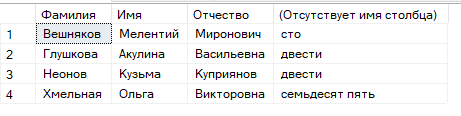 Фамилия Имя Отчество (Отсутствует имя столбца)
1 Вешняков Мелентий Миронович сто
2 Глушкова Акулина Васильевна двести
3 Неонов Кузьма Куприянов двести
4 Хмельная Ольга Викторовна семьдесят пять